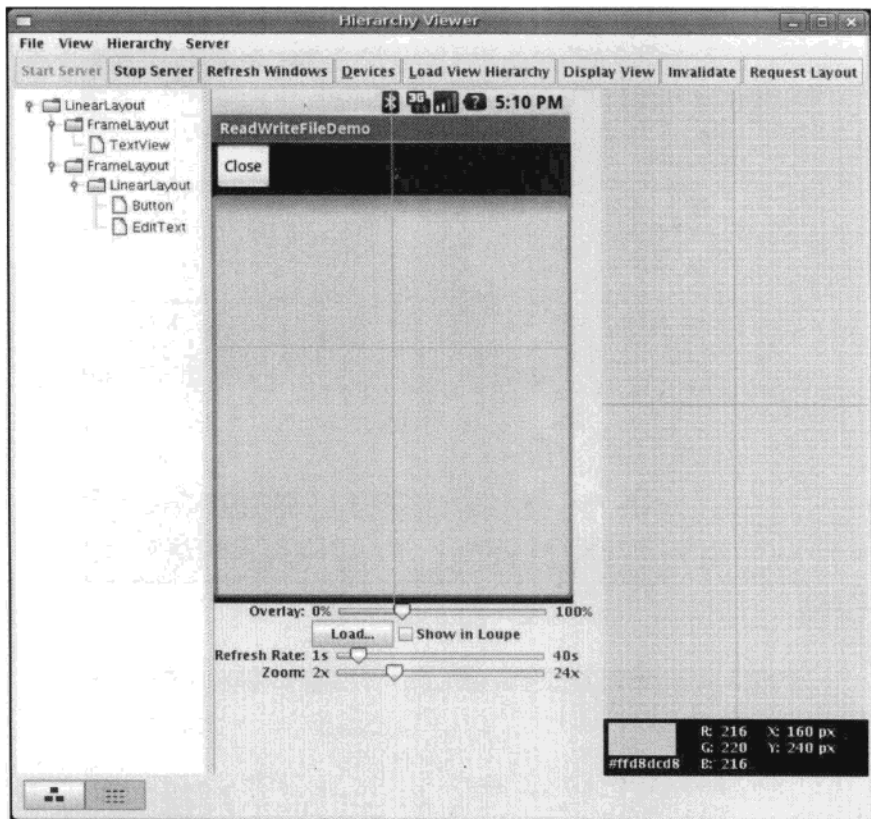 Hierarchy Viewer
File View Hierarchy Server
Start Server Stop Server Refresh Windows Devices Load View Hierarchy Display View Invalidate Request Layout
LinearLayout
FrameLayout
TextView
FrameLayout
LinearLayout
Button
EditText
3G 5:10 PM
ReadWriteFileDemo
Close
Overlay: 0% 100%
Load... Show in Loupe
Refresh Rate: 1s 40s
Zoom: 2x 24x
R: 216 X: 160 px
G: 220 Y: 240 px
#ffd8dcd8 B: 216